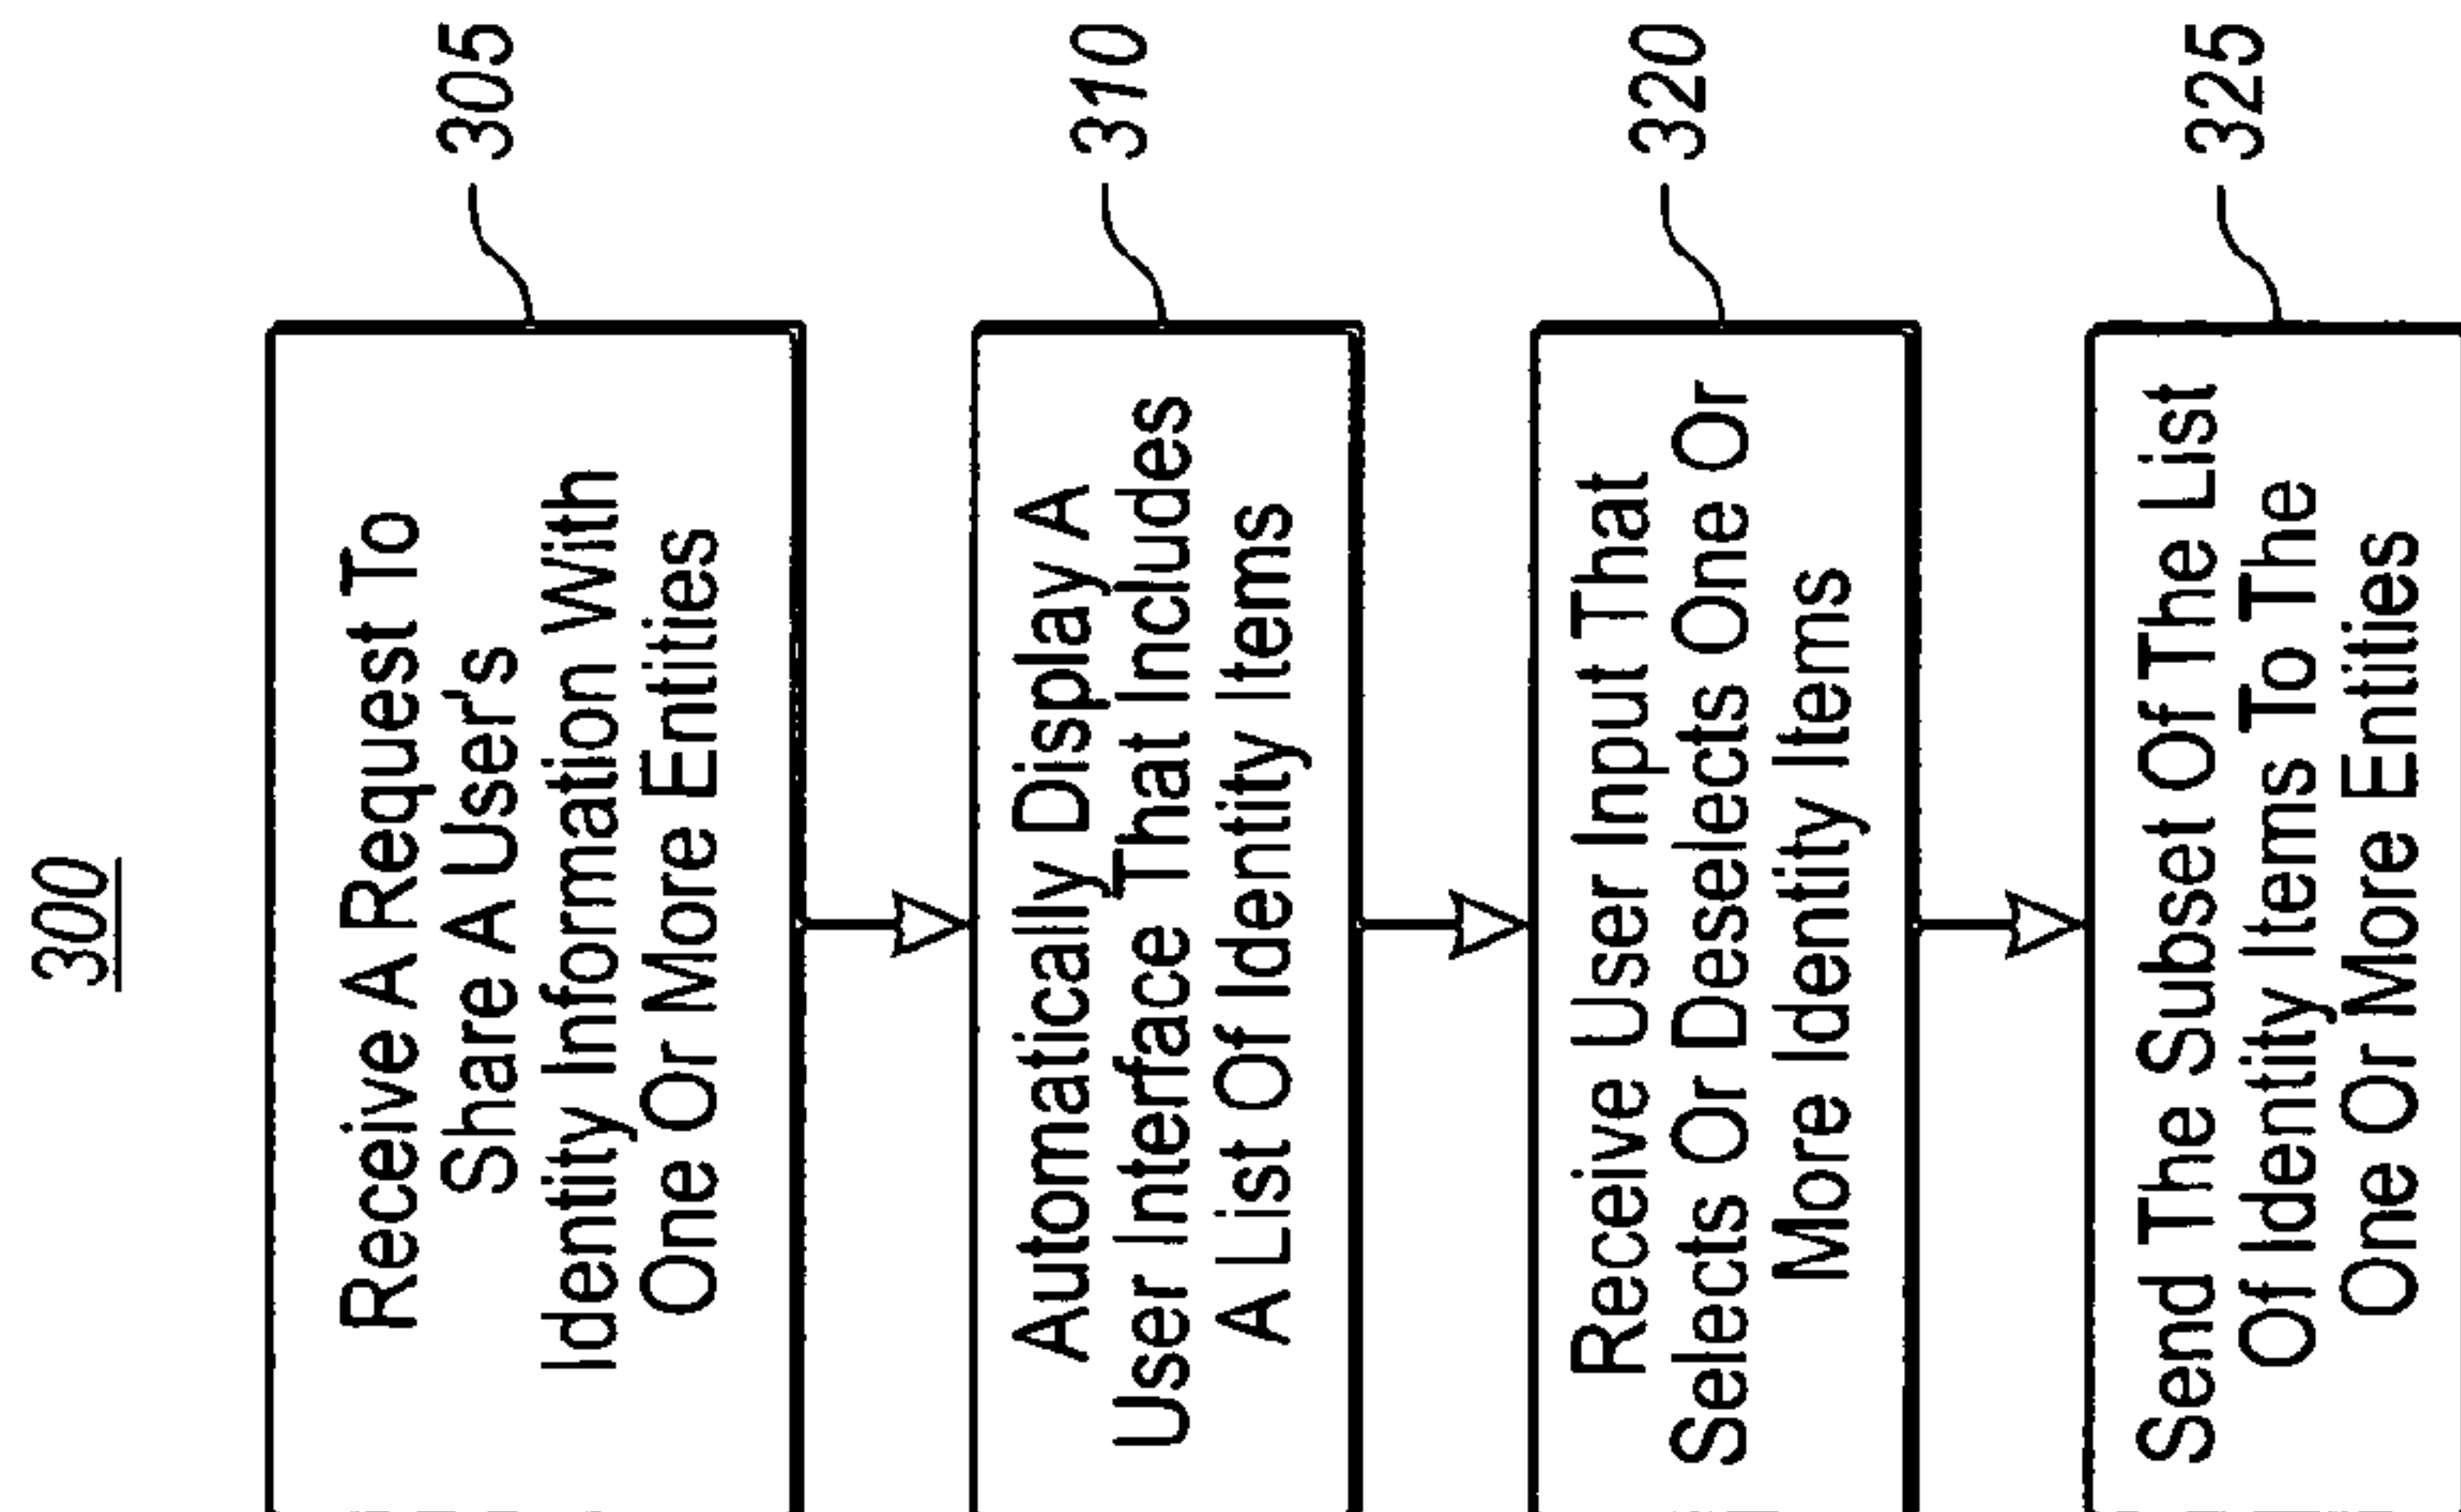 300
Receive A Request To
Share A User's
Identity Information With
One Or More Entities
305
Automatically Display A
User Interface That Includes
A List Of Identity Items
310
Receive User Input That
Selects Or Deselects One Or
More Identity Items
320
Send The Subset Of The List
Of Identity Items To The
One Or More Entities
325